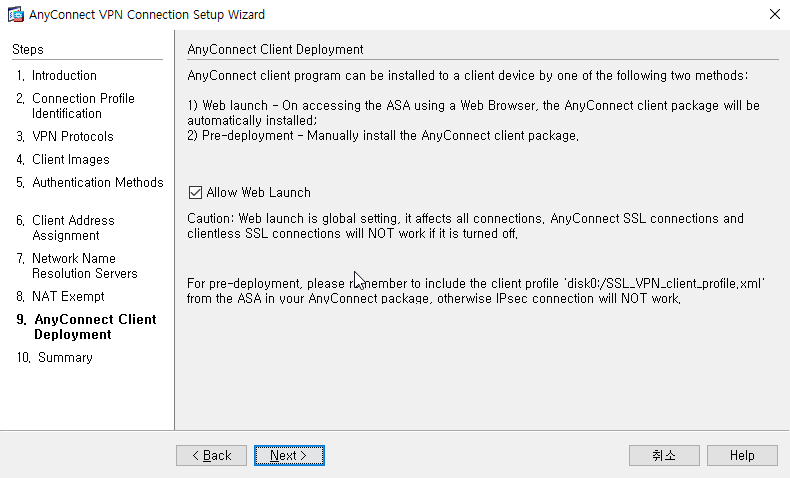 AnyConnect VPN Connection Setup Wizard
Steps
1. Introduction
2. Connection Profile
Identification
3. VPN Protocols
4. Client Images
5. Authentication Methods
6. Client Address
Assignment
7. Network Name
Resolution Servers
8. NAT Exempt
9. AnyConnect Client
Deployment
10. Summary
AnyConnect Client Deployment
AnyConnect client program can be installed to a client device by one of the following two methods:
1) Web launch - On accessing the ASA using a Web Browser, the AnyConnect client package will be
automatically installed;
2) Pre-deployment - Manually install the AnyConnect client package.
Allow Web Launch
Caution: Web launch is global setting, it affects all connections. AnyConnect SSL connections and
clientless SSL connections will NOT work if it is turned off.
For pre-deployment, please remember to include the client profile 'disk0:/SSL_VPN_client_profile.xml'
from the ASA in your AnyConnect package, otherwise IPsec connection will NOT work.
< Back
Next >
취소
Help